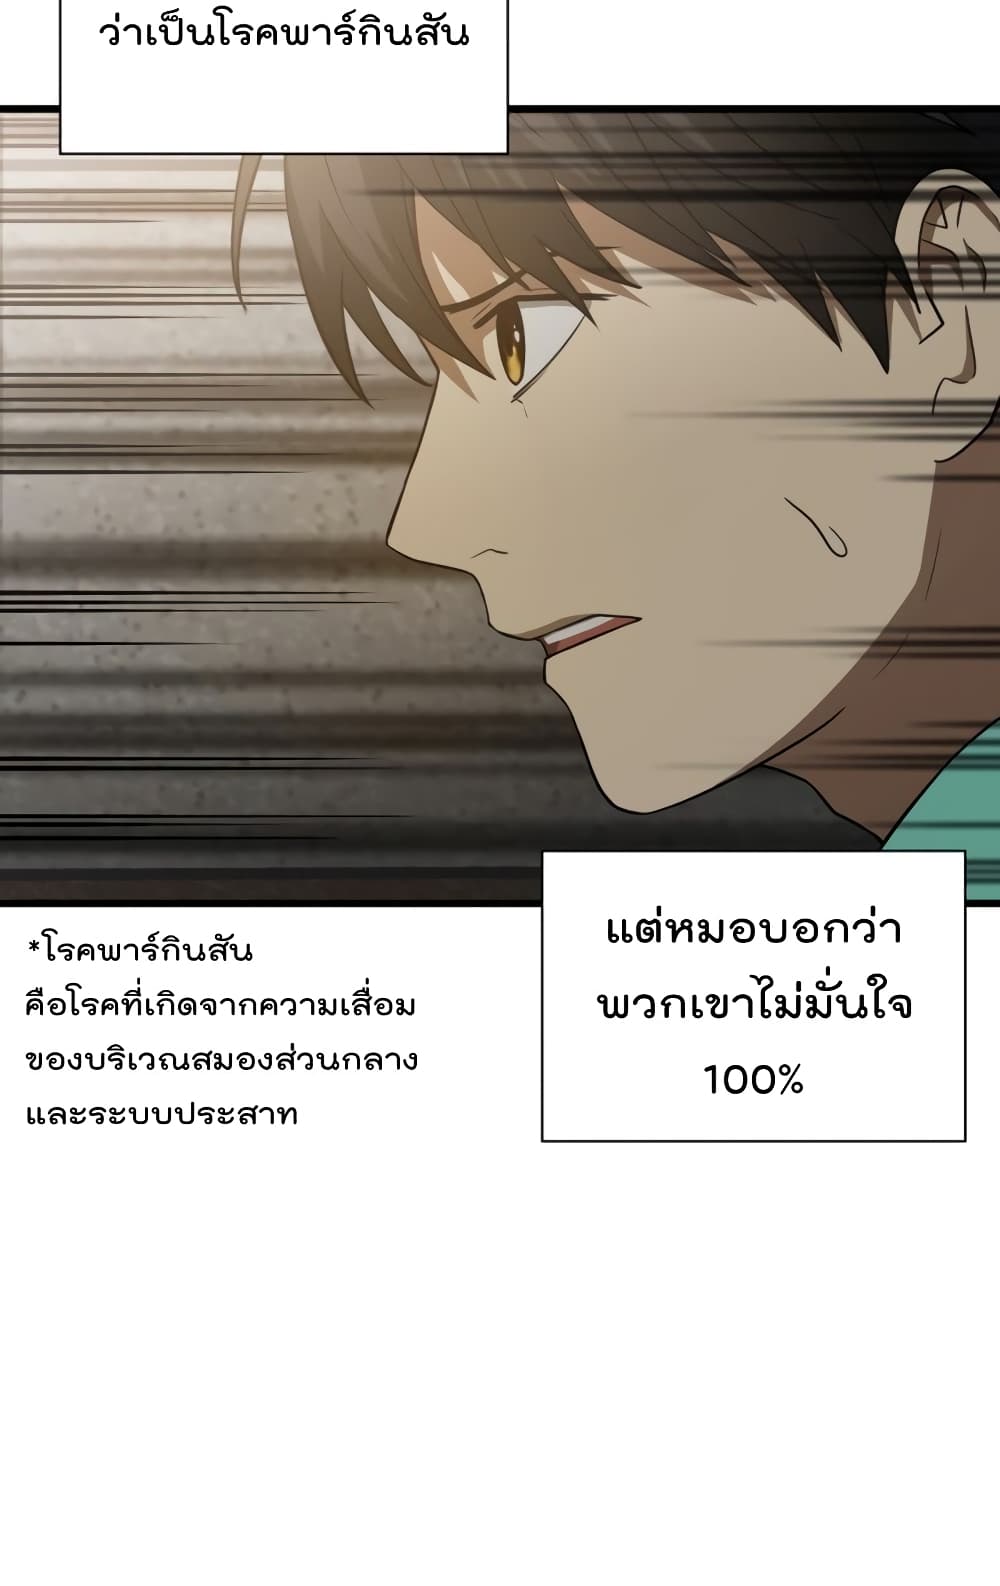 ว่าเป็นโรคพาร์กินสัน
แต่หมอบอกว่า
พวกเขาไม่มั่นใจ
100%
*โรคพาร์กินสัน
คือโรคที่เกิดจากความเสื่อม
ของบริเวณสมองส่วนกลาง
และระบบประสาท